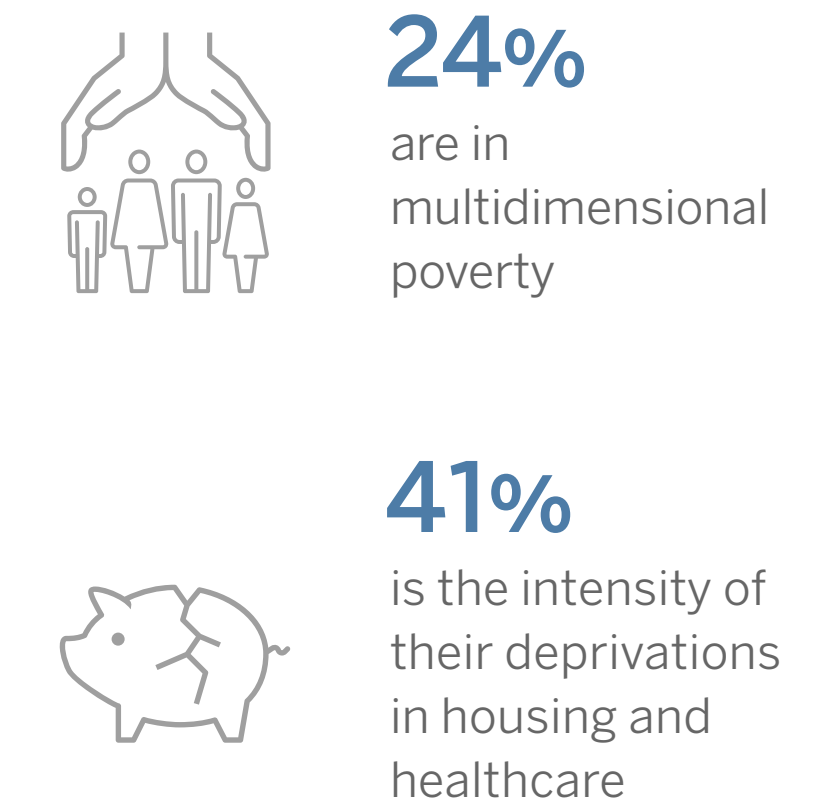 24%
are in
multidimensional
poverty
41%
is the intensity of
their deprivations
in housing and
healthcare